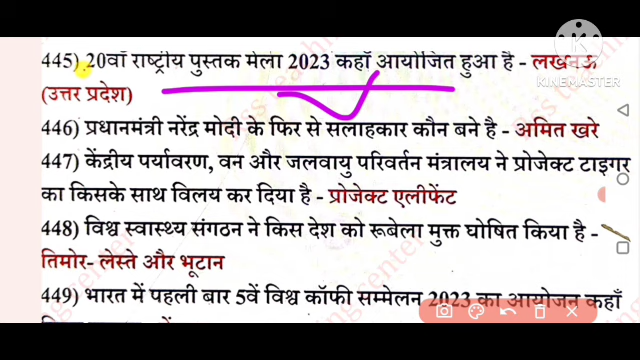 445) 20वाँ राष्ट्रीय पुस्तक मेला 2023 कहाँ आयोजित हुआ है - लखनऊ
(उत्तर प्रदेश)
446) प्रधानमंत्री नरेंद्र मोदी के फिर से सलाहकार कौन बने है - अमित खरे
447) केंद्रीय पर्यावरण, वन और जलवायु परिवर्तन मंत्रालय ने प्रोजेक्ट टाइगर
का किसके साथ विलय कर दिया है - प्रोजेक्ट एलीफेंट
448) विश्व स्वास्थ्य संगठन ने किस देश को रूबेला मुक्त घोषित किया है -
तिमोर- लेस्ते और भूटान
449) भारत में पहली बार 5वें विश्व कॉफी सम्मेलन 2023 का आयोजन कहाँ
KINEMASTER